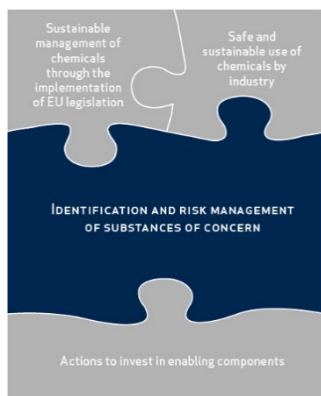 Sustainable
management of
chemicals
through the
implementation
of EU legislation
Safe and
sustainable use of
chemicals by
industry
IDENTIFICATION AND RISK MANAGEMENT
OF SUBSTANCES OF CONCERN
Actions to invest in enabling components